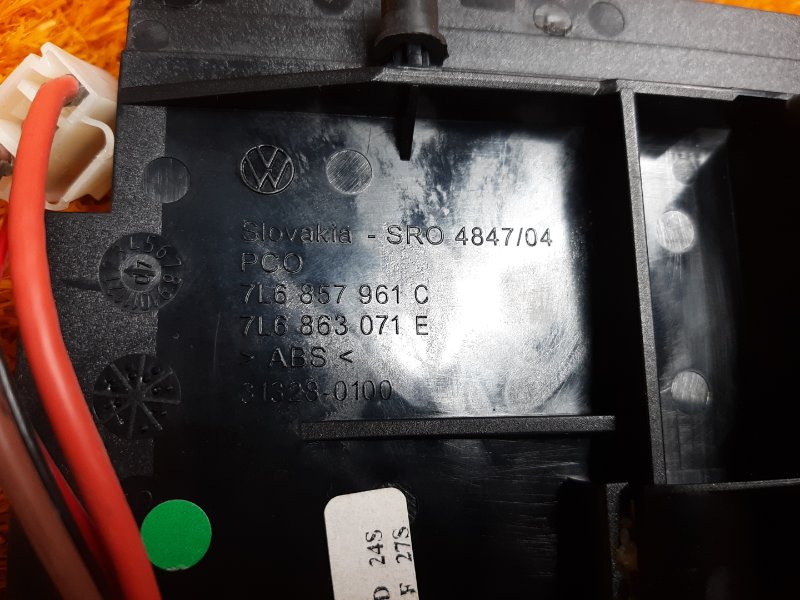 Slovakia - SRO 4847/04
PCO
7L6 857 961 C
7L6 863 071 E
> ABS <
31328-0100
D 24S
F 27S